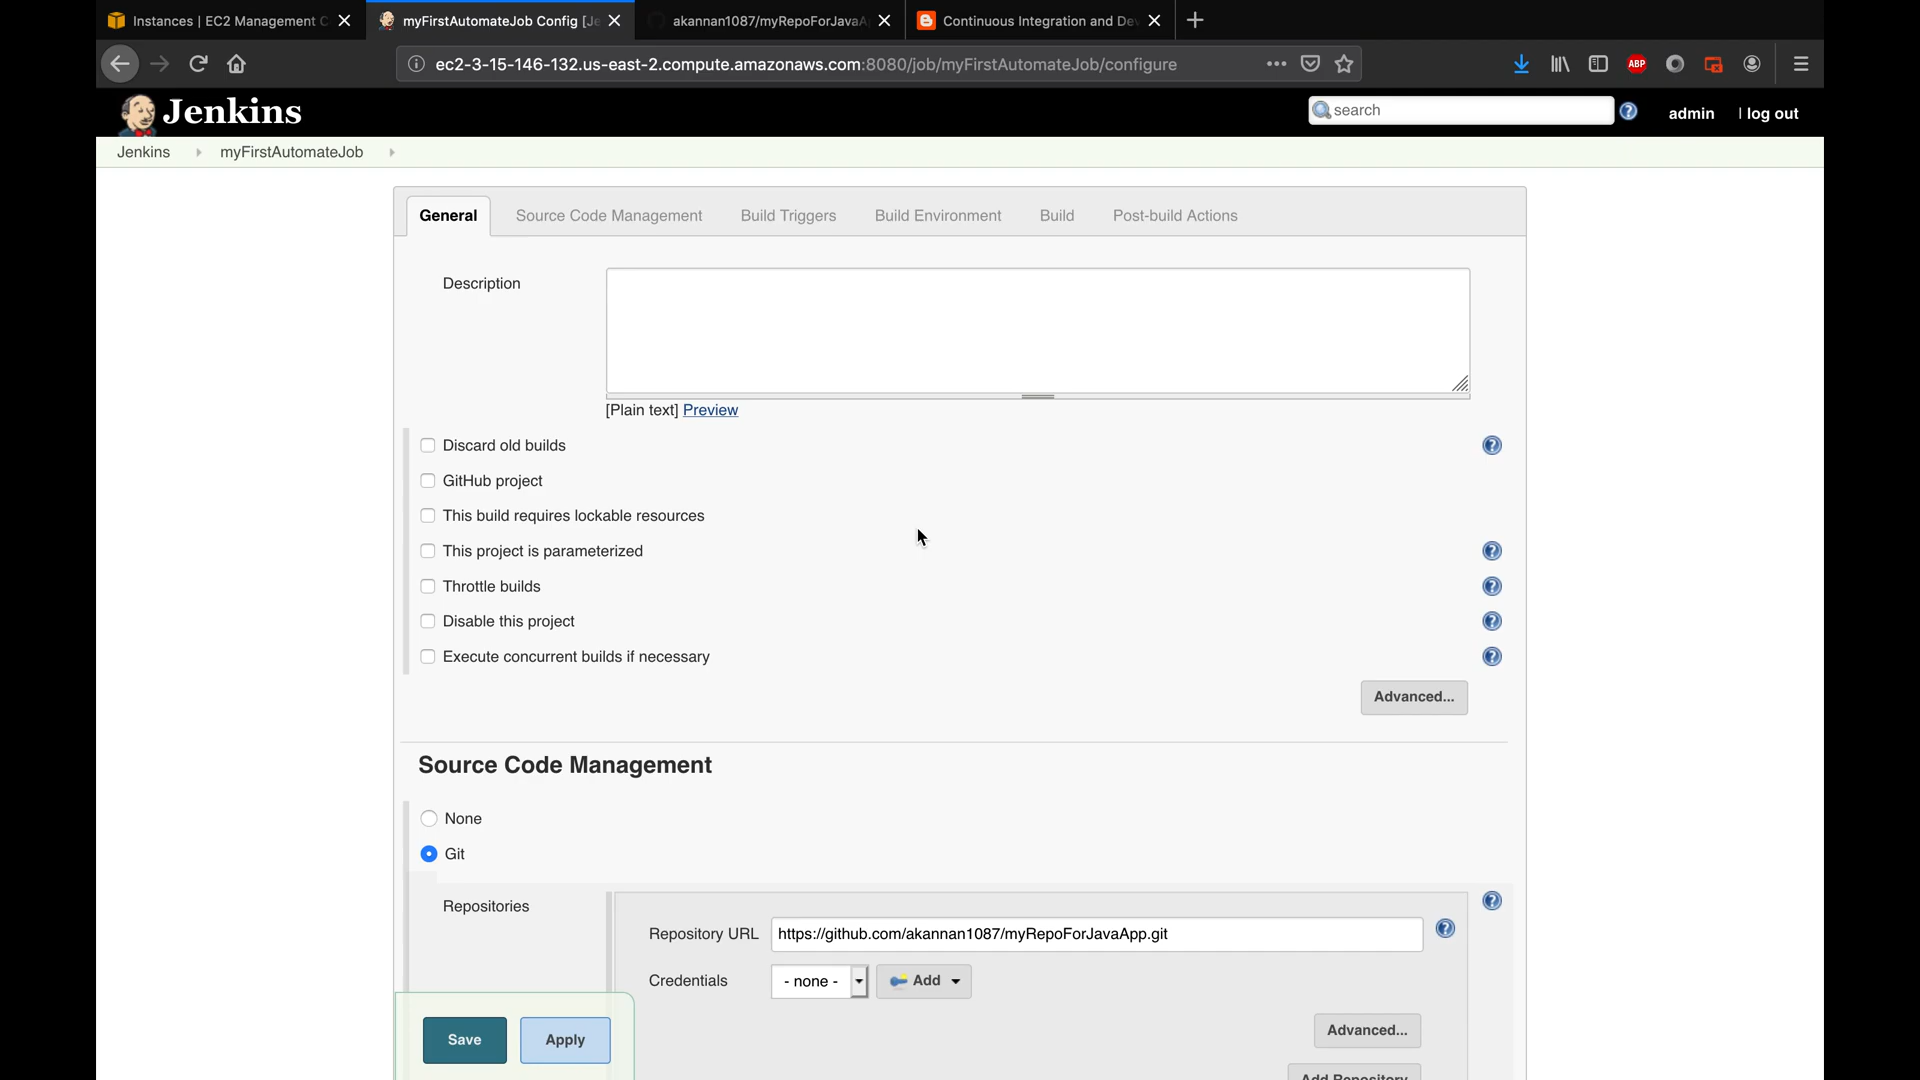 Instances | EC2 Management C
myFirstAutomateJob Config [Je
akannan1087/myRepoForJavaA
Continuous Integration and De
ec2-3-15-146-132.us-east-2.compute.amazonaws.com:8080/job/myFirstAutomateJob/configure
ABP
Jenkins
search
admin
| log out
Jenkins
myFirstAutomateJob
General
Source Code Management
Build Triggers
Build Environment
Build
Post-build Actions
Description
[Plain text] Preview
Discard old builds
GitHub project
This build requires lockable resources
This project is parameterized
Throttle builds
Disable this project
Execute concurrent builds if necessary
Advanced...
Source Code Management
None
Git
Repositories
Repository URL
https://github.com/akannan1087/myRepoForJavaApp.git
Credentials
- none -
Add
Advanced...
Save
Apply
Add Repository